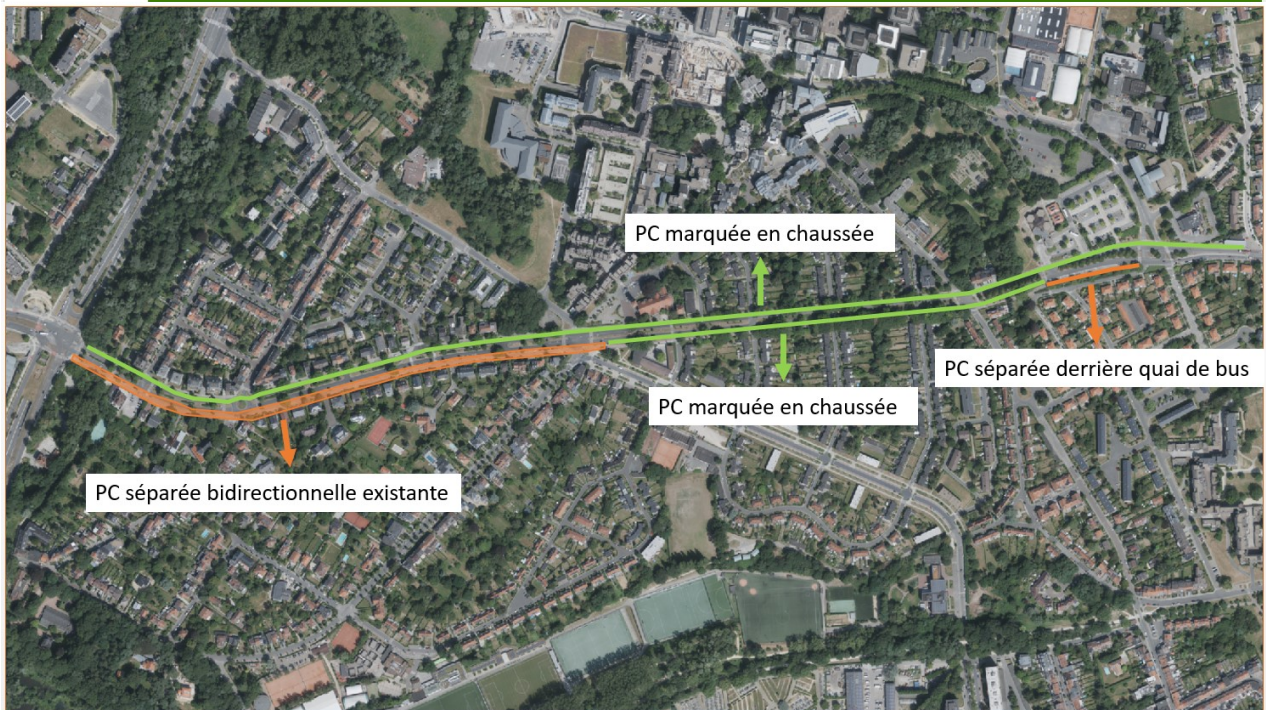 PC marquée en chaussée
PC séparée derrière quai de bus
PC marquée en chaussée
PC séparée bidirectionnelle existante